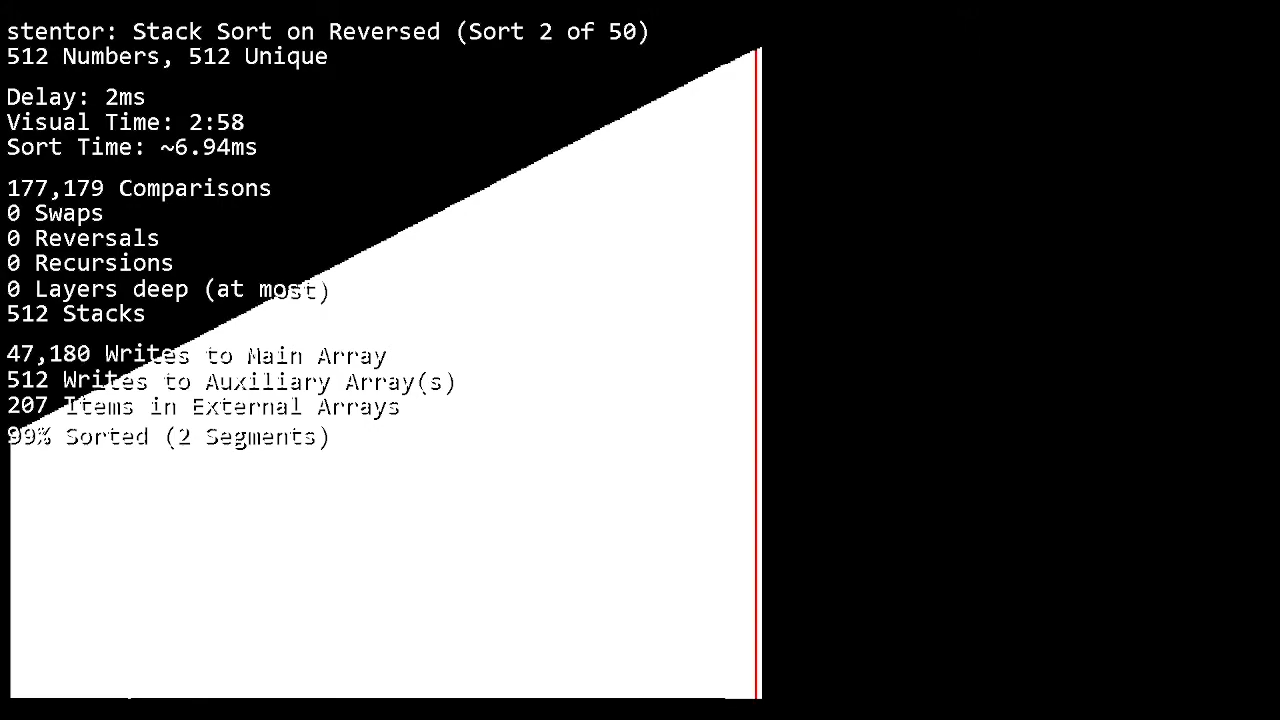 stentor: Stack Sort on Reversed (Sort 2 of 50)
512 Numbers, 512 Unique
Delay: 2ms
Visual Time: 2:58
Sort Time: ~6.94ms
177,179 Comparisons
0 Swaps
0 Reversals
0 Recursions
0 Layers deep (at most)
512 Stacks
47,180 Writes to Main Array
512 Writes to Auxiliary Array(s)
207 Items in External Arrays
99% Sorted (2 Segments)